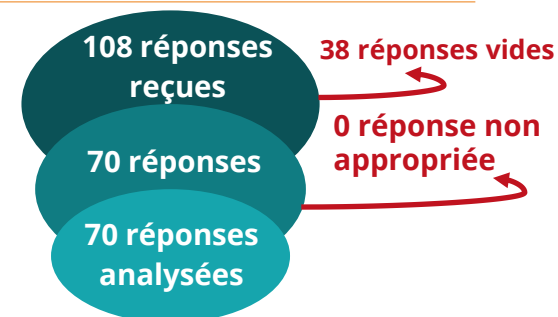 108 réponses
reçues
38 réponses vides
0 réponse non
appropriée
70 réponses
70 réponses
analysées